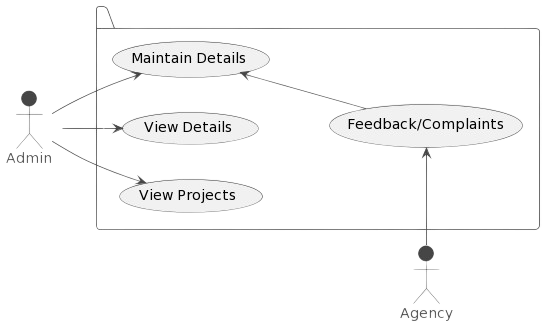 Maintain Details
Feedback/Complaints
View Details
Admin
View Projects
Agency